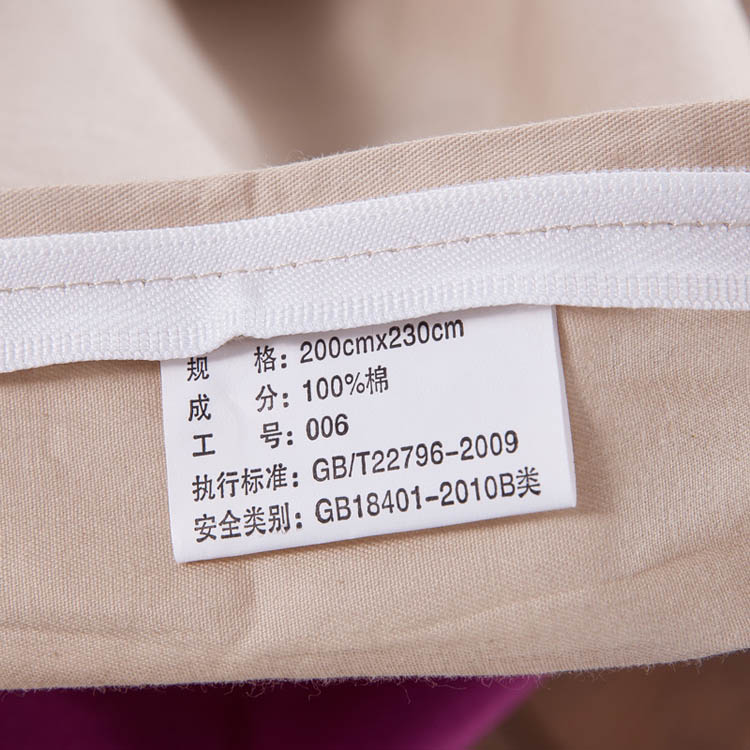 规 格：200cmx230cm
成 分：100%棉
工 号：006
执行标准：GB/T22796-2009
安全类别：GB18401-2010B类